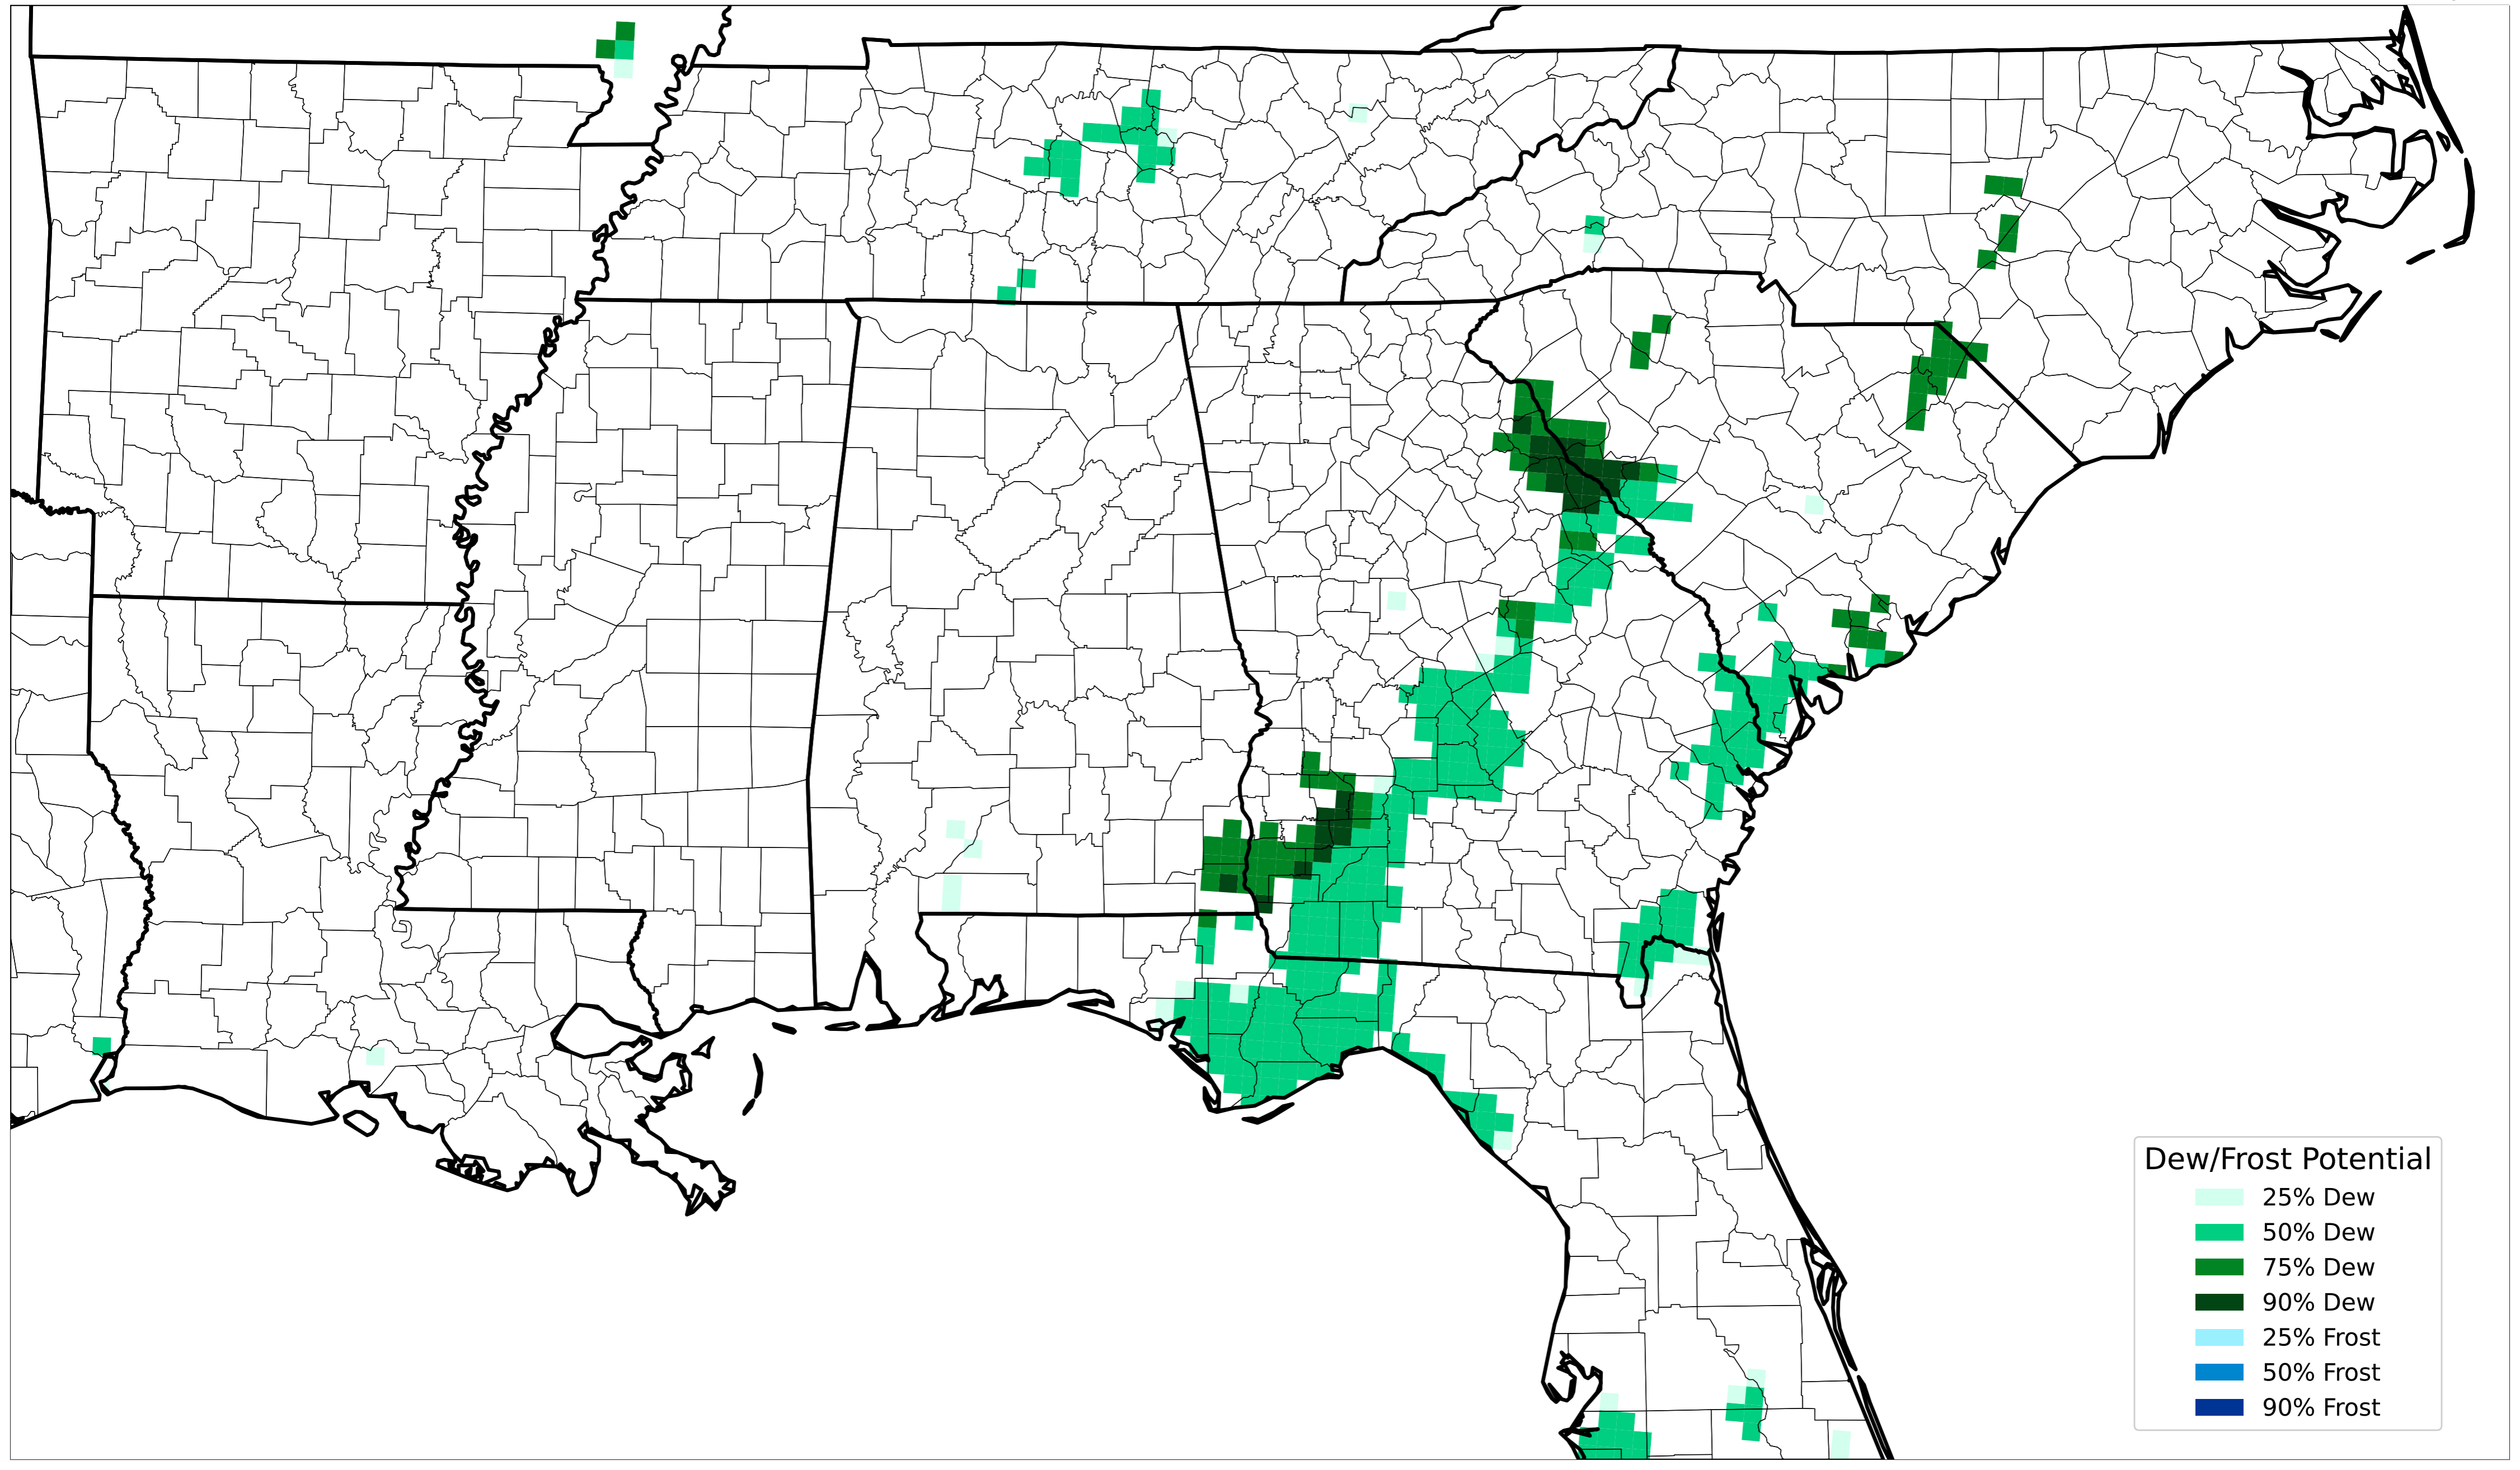 Dew/Frost Potential
25% Dew
50% Dew
75% Dew
90% Dew
25% Frost
50% Frost
90% Frost